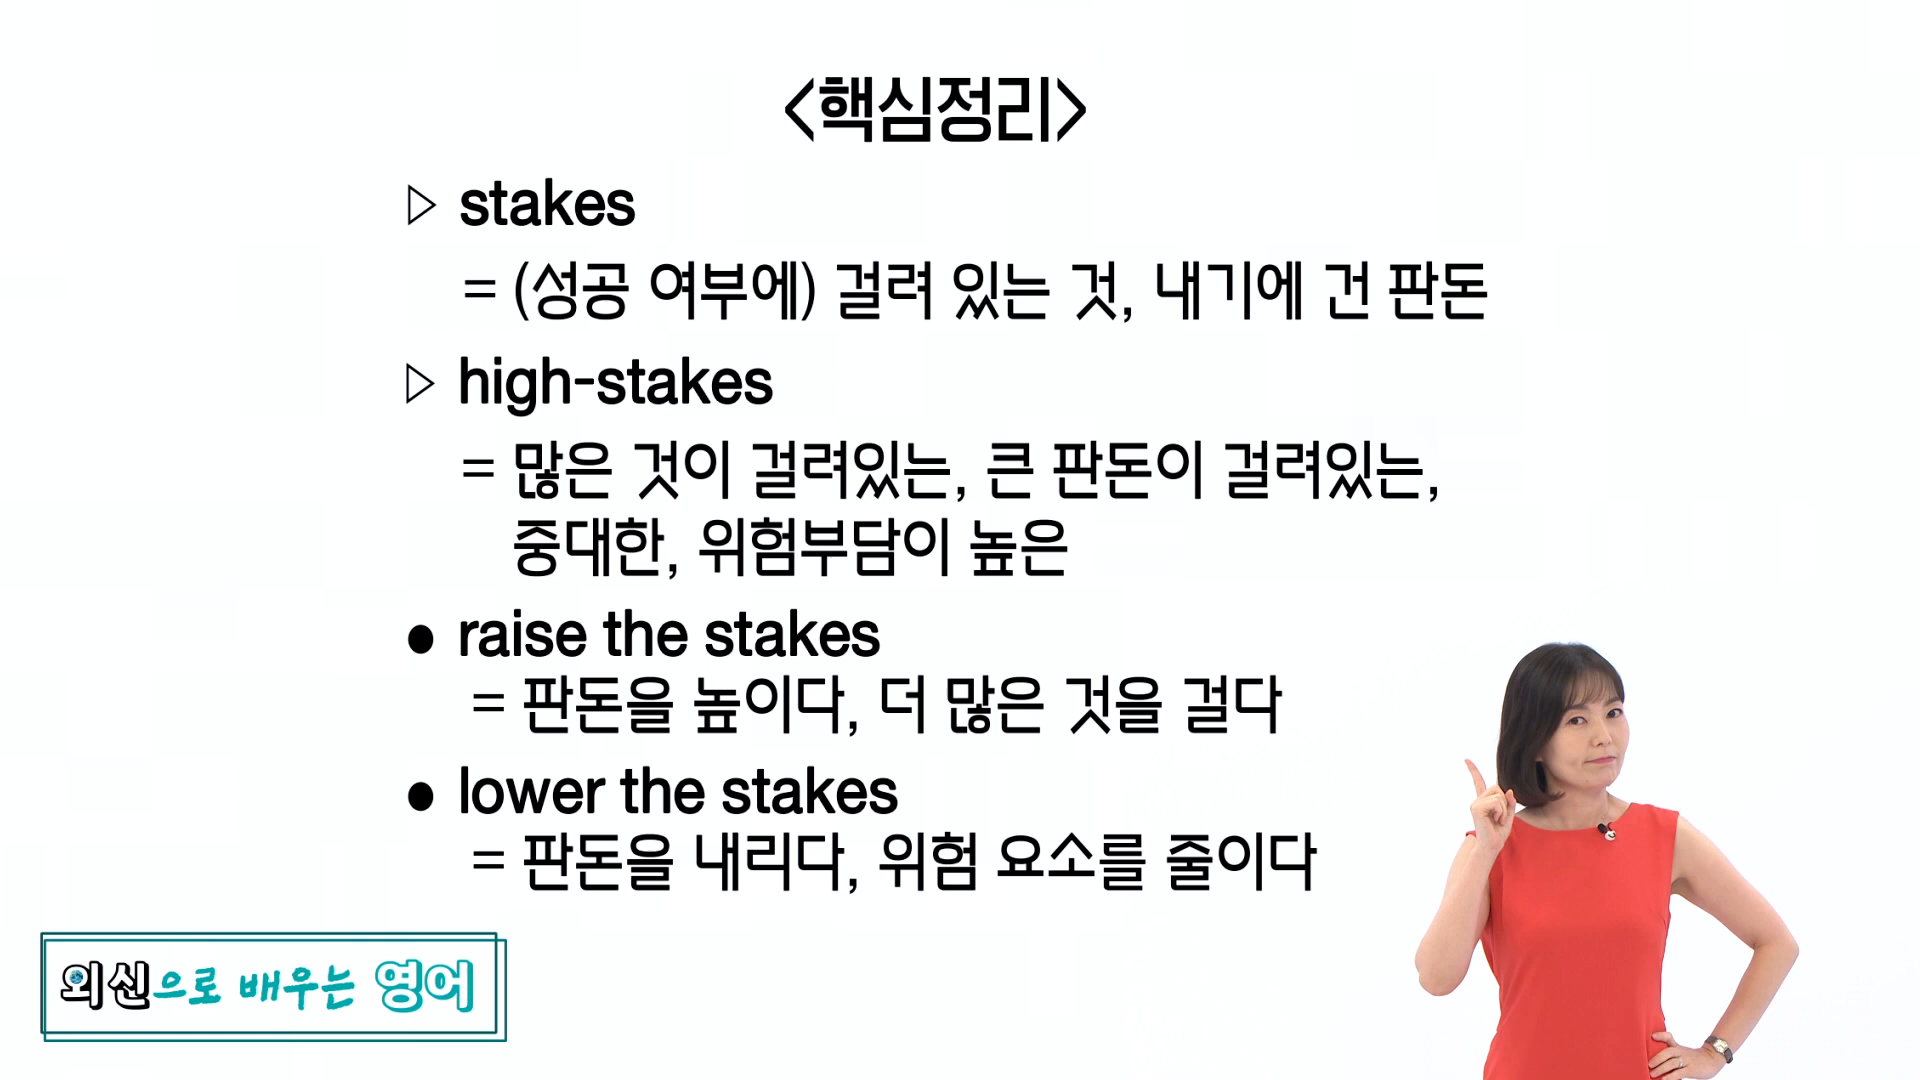 <핵심정리>
▷ stakes
= (성공 여부에) 걸려 있는 것, 내기에 건 판돈
▷ high-stakes
= 많은 것이 걸려있는, 큰 판돈이 걸려있는,
중대한, 위험부담이 높은
● raise the stakes
= 판돈을 높이다, 더 많은 것을 걸다
● lower the stakes
= 판돈을 내리다, 위험 요소를 줄이다
외신으로 배우는 영어